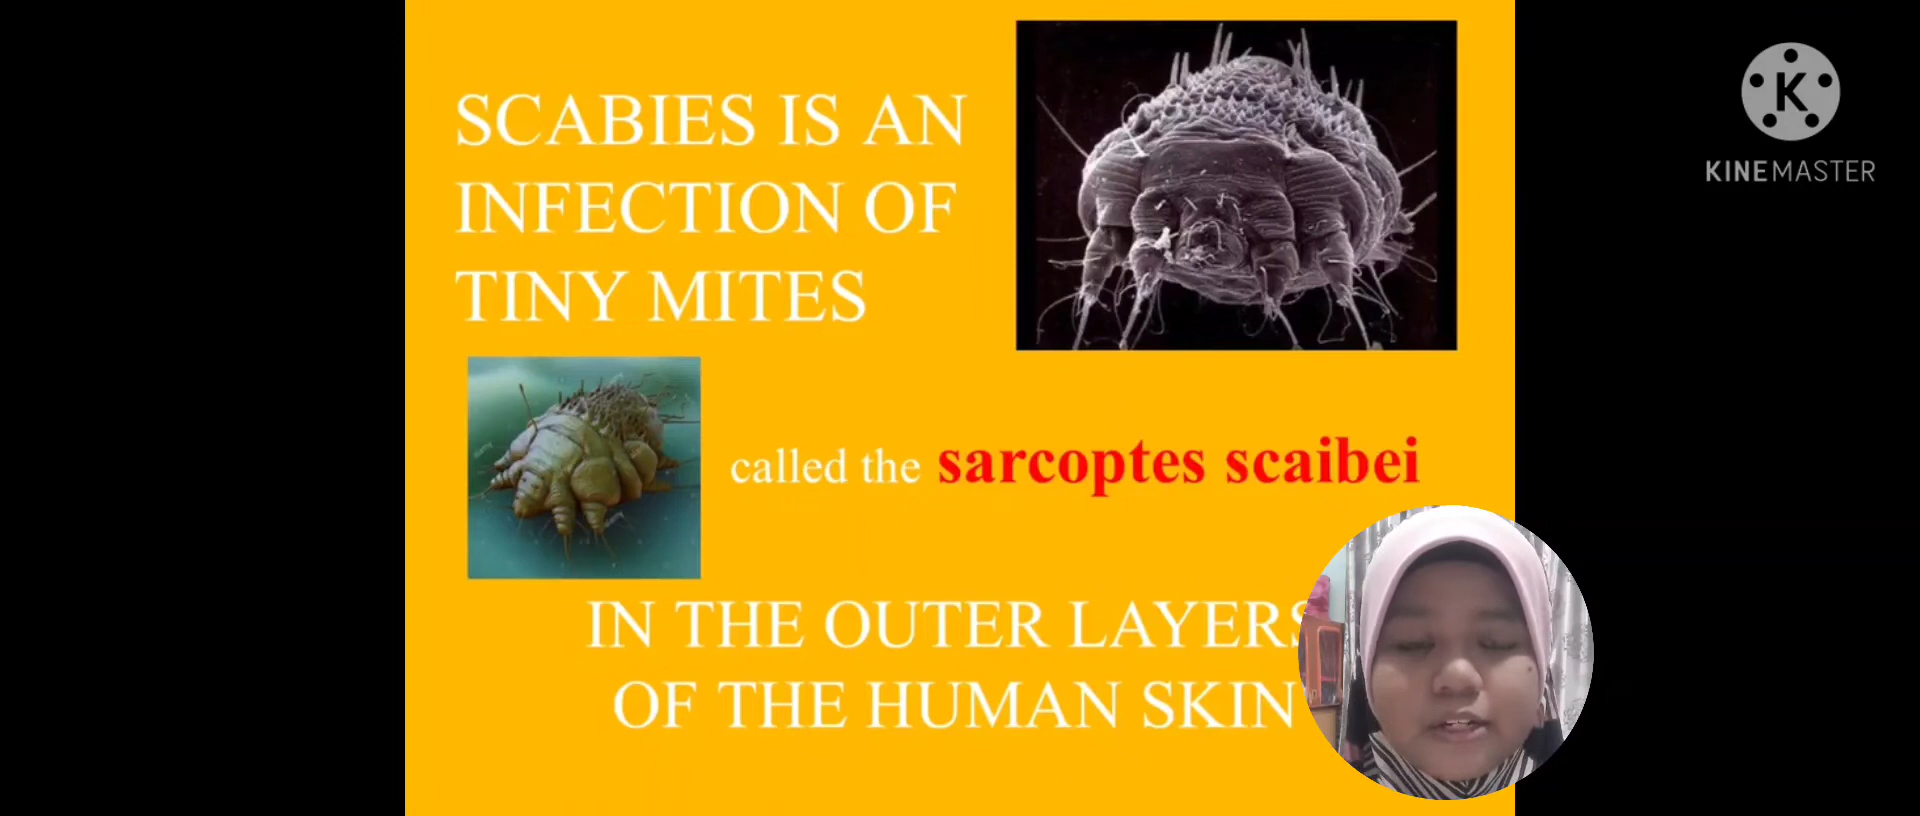 SCABIES IS AN
INFECTION OF
TINY MITES
called the sarcoptes scaibei
IN THE OUTER LAYERS
OF THE HUMAN SKIN
KINEMASTER